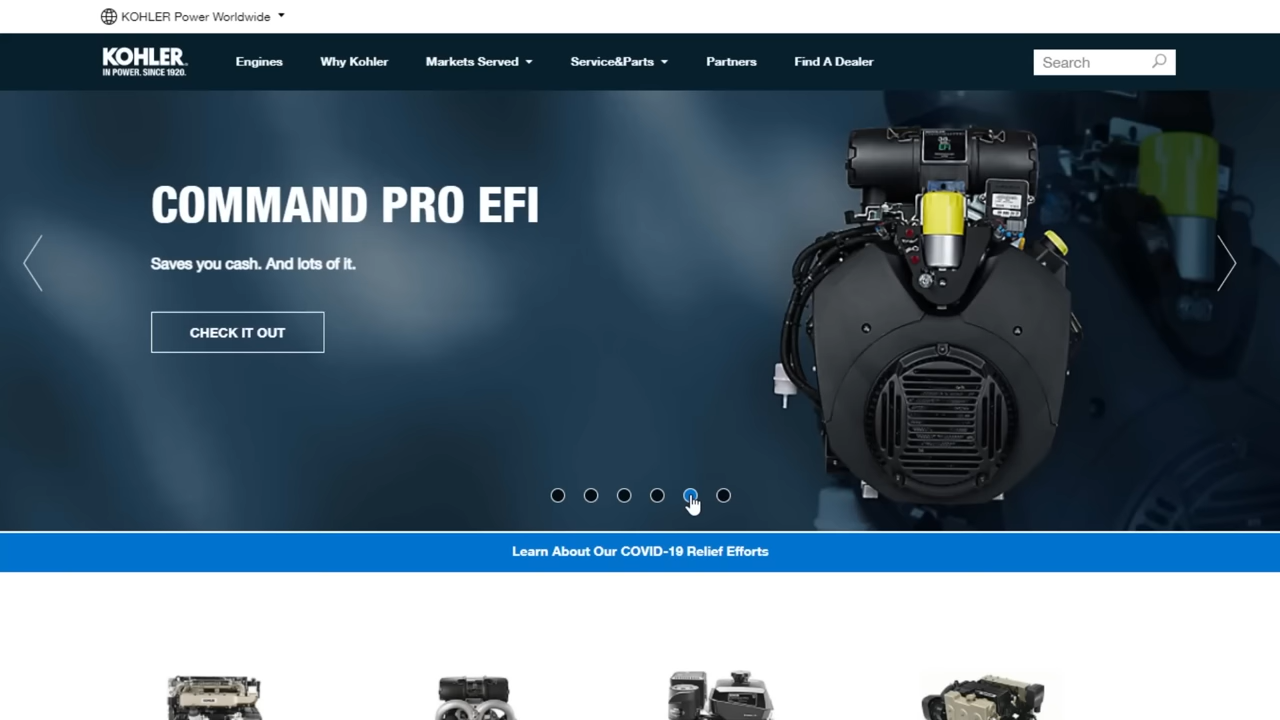 KOHLER Power Worldwide
KOHLER
IN POWER. SINCE 1920.
Engines
Why Kohler
Markets Served
Service&Parts
Partners
Find A Dealer
Search
COMMAND PRO EFI
Saves you cash. And lots of it.
CHECK IT OUT
EFI
Learn About Our COVID-19 Relief Efforts